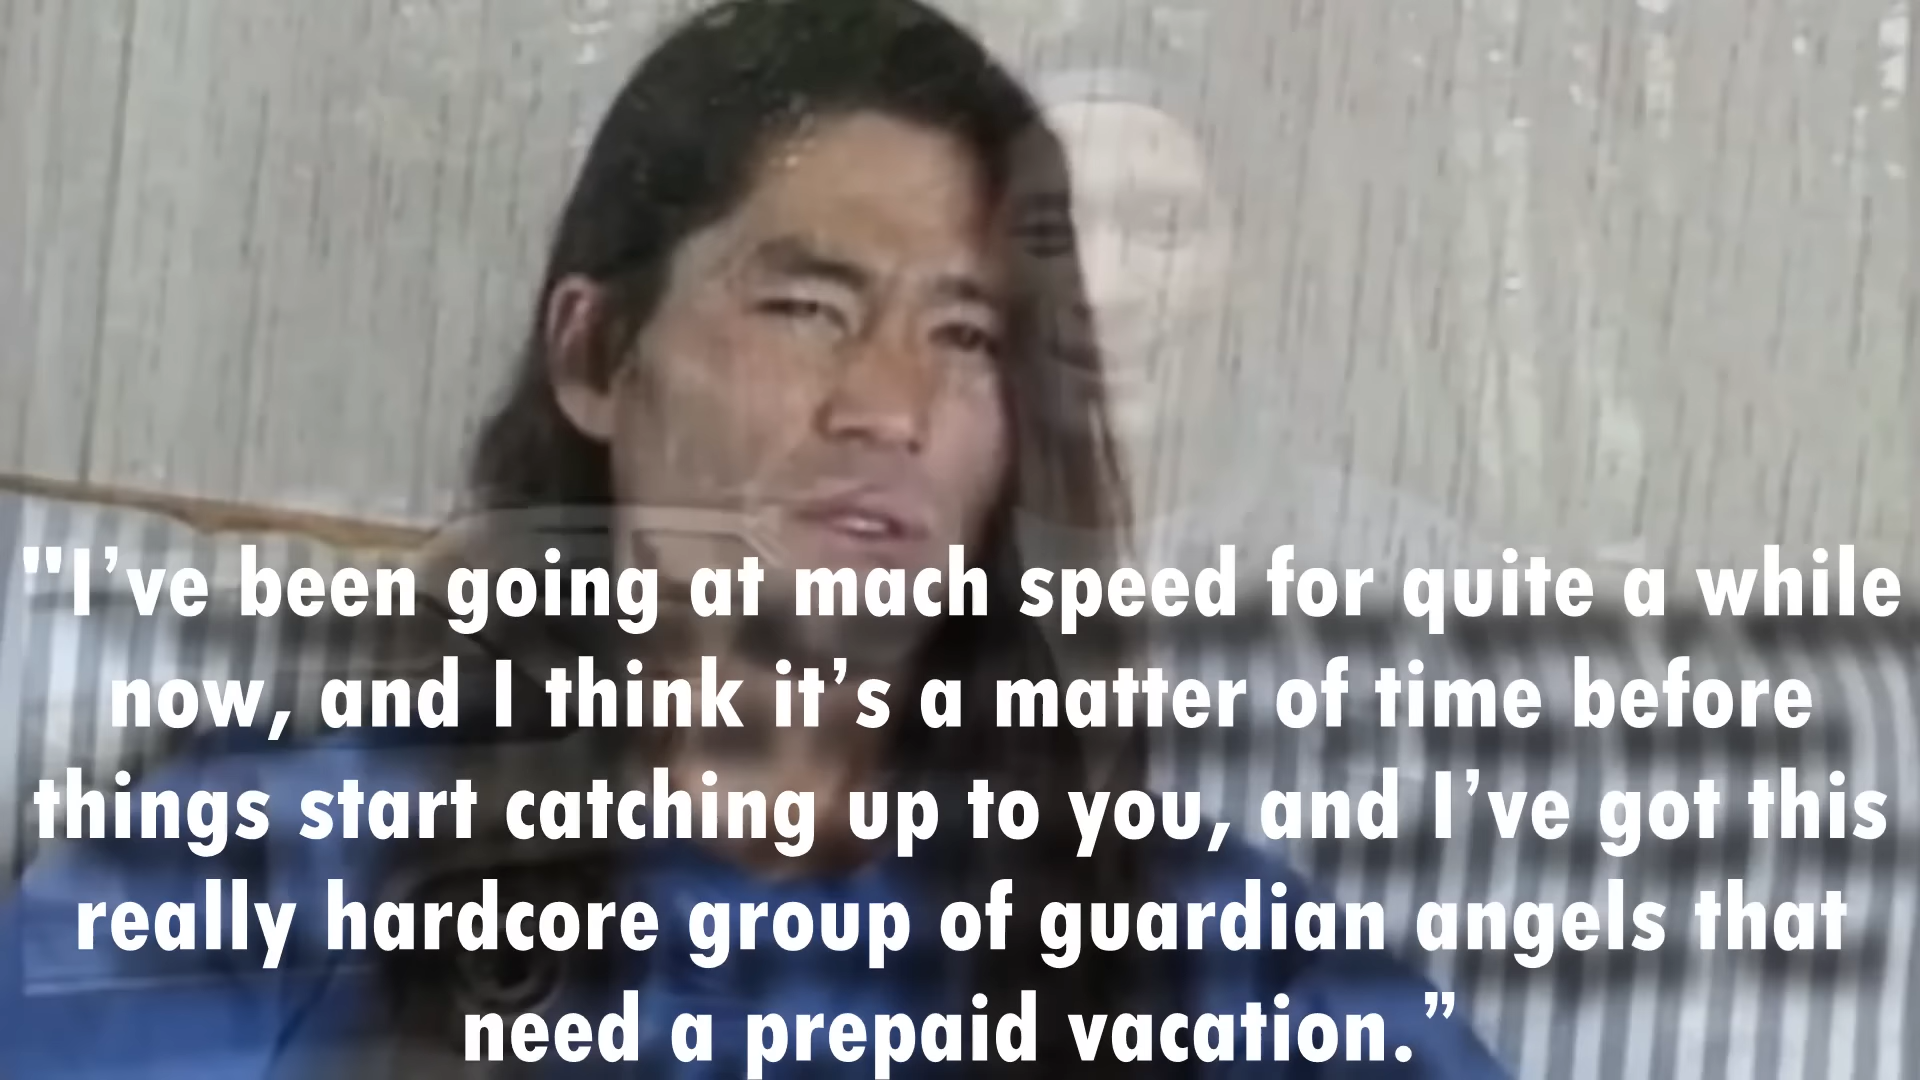 "I’ve been going at mach speed for quite a while
now, and I think it’s a matter of time before
things start catching up to you, and I’ve got this
really hardcore group of guardian angels that
need a prepaid vacation.”